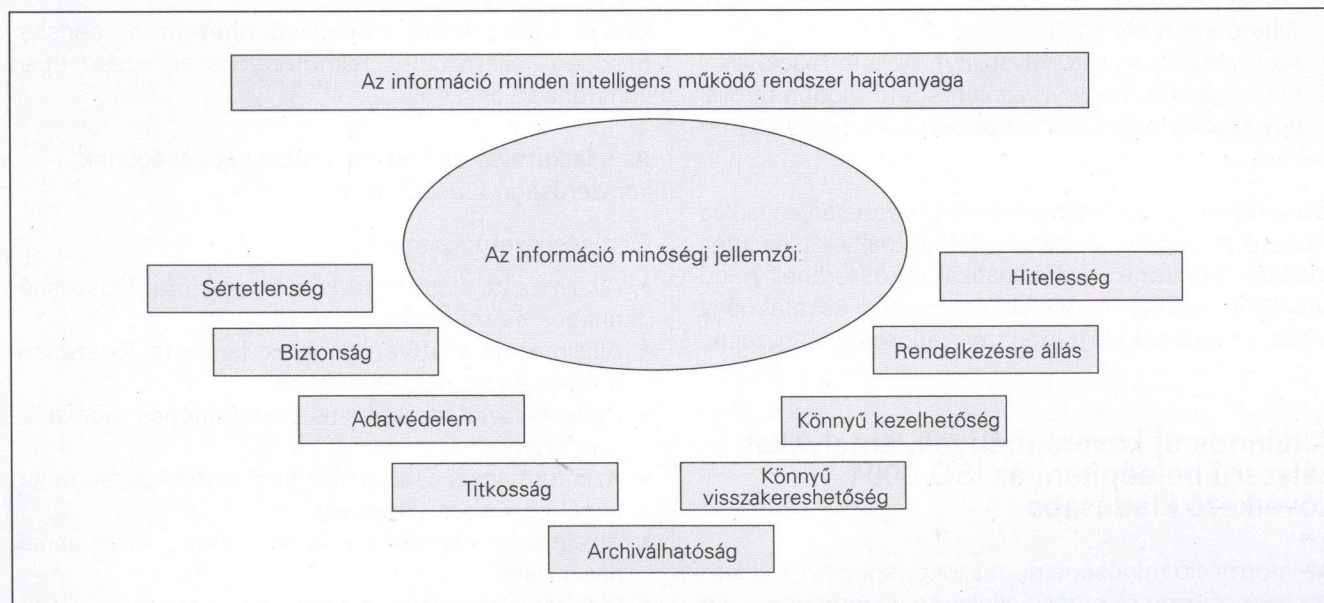 Az információ minden intelligens működő rendszer hajtóanyaga
Az információ minőségi jellemzői
Sértetlenség
Hitelesség
Biztonság
Rendelkezésre állás
Adatvédelem
Könnyű kezelhetőség
Titkosság
Könnyű
visszakereshetőség
Archiválhatóság